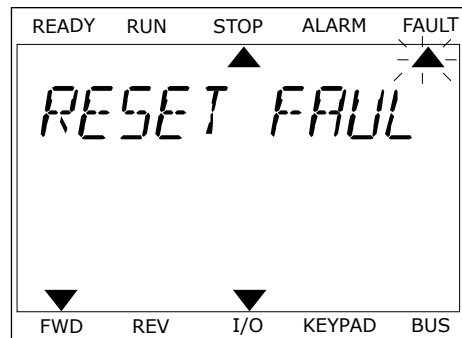 READY RUN STOP ALARM FAULT
RESET FAUL
FWD REV I/O KEYPAD BUS